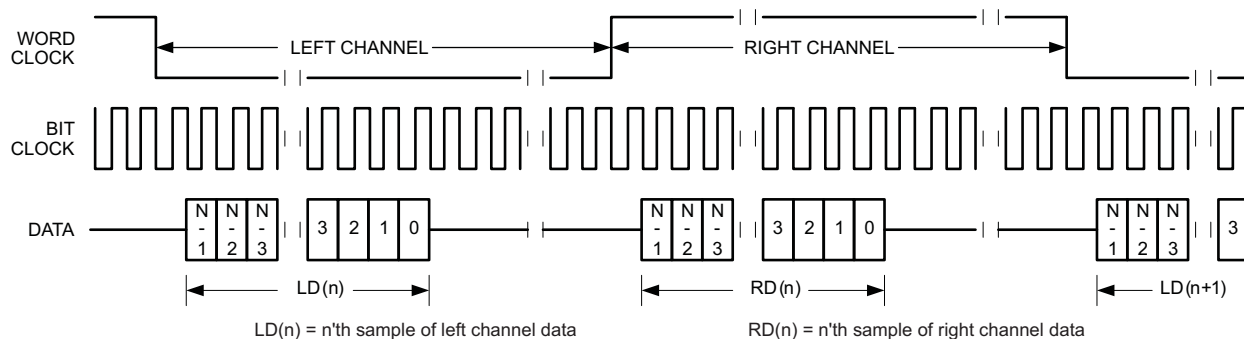 WORD
CLOCK
LEFT CHANNEL
RIGHT CHANNEL
BIT
CLOCK
DATA
N
-
1
N
-
2
N
-
3
3
2
1
0
N
-
1
N
-
2
N
-
3
3
2
1
0
N
-
1
N
-
2
N
-
3
3
LD(n)
RD(n)
LD(n+1)
LD(n) = n'th sample of left channel data
RD(n) = n'th sample of right channel data